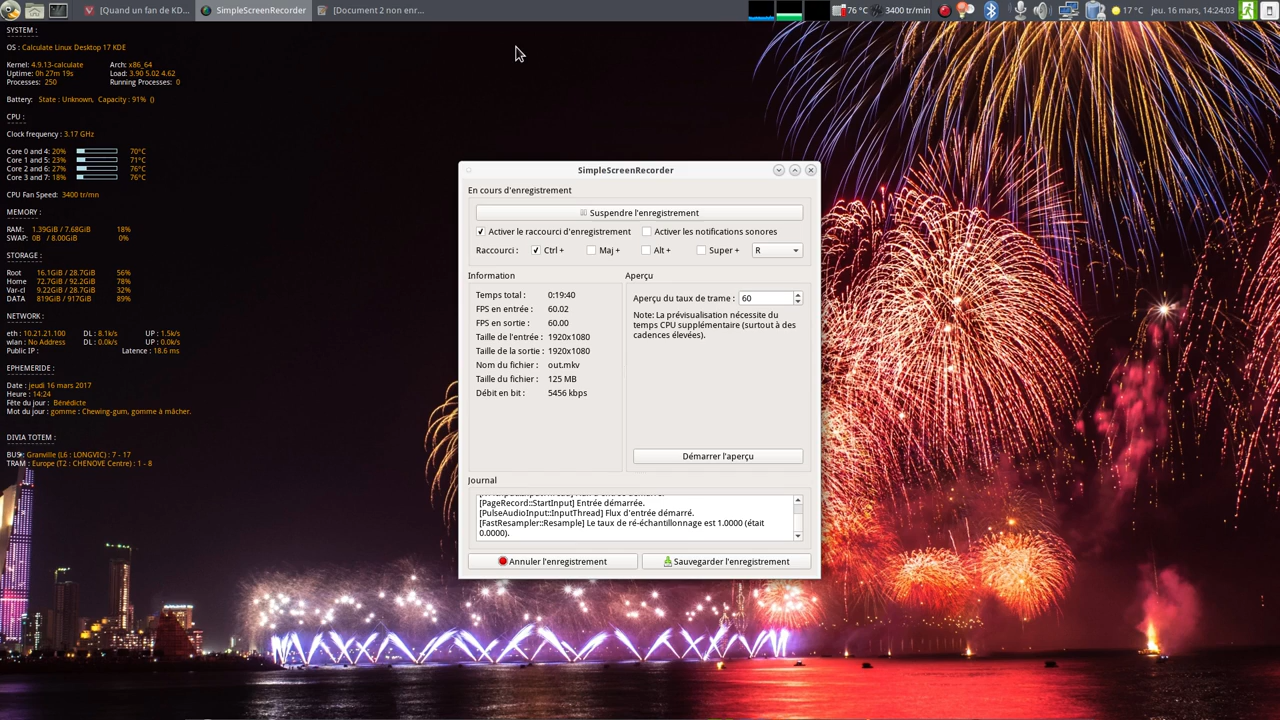 [Quand un fan de KD...
SimpleScreenRecorder
[Document 2 non enr...
76 °C
3400 tr/min
17 °C
jeu. 16 mars, 14:24:03
SYSTEM :
OS : Calculate Linux Desktop 17 KDE
Kernel: 4.9.13-calculate Arch: x86_64
Uptime: 0h 27m 19s Load: 3.90 5.02 4.62
Processes: 250 Running Processes: 0
Battery: State : Unknown, Capacity : 91% ()
CPU :
Clock frequency : 3.17 GHz
Core 0 and 4: 20% 70°C
Core 1 and 5: 23% 71°C
Core 2 and 6: 27% 76°C
Core 3 and 7: 18% 76°C
CPU Fan Speed: 3400 tr/mn
MEMORY :
RAM: 1.39GiB / 7.68GiB 18%
SWAP: 0B / 8.00GiB 0%
STORAGE :
Root 16.1GiB / 28.7GiB 56%
Home 72.7GiB / 92.2GiB 78%
Var-cl 9.22GiB / 28.7GiB 32%
DATA 819GiB / 917GiB 89%
NETWORK :
eth : 10.21.21.100 DL : 8.1k/s UP : 1.5k/s
wlan : No Address DL : 0.0k/s UP : 0.0k/s
Public IP : Latence : 18.6 ms
EPHEMERIDE :
Date : jeudi 16 mars 2017
Heure : 14:24
Fête du jour : Bénédicte
Mot du jour : gomme : Chewing-gum, gomme à mâcher.
DIVIA TOTEM :
BUS : Granville (L6 : LONGVIC) : 7 - 17
TRAM : Europe (T2 : CHENOVE Centre) : 1 - 8
SimpleScreenRecorder
En cours d'enregistrement
Suspendre l'enregistrement
Activer le raccourci d'enregistrement Activer les notifications sonores
Raccourci : Ctrl + Maj + Alt + Super + R
Information
Temps total : 0:19:40
FPS en entrée : 60.02
FPS en sortie : 60.00
Taille de l'entrée : 1920x1080
Taille de la sortie : 1920x1080
Nom du fichier : out.mkv
Taille du fichier : 125 MB
Débit en bit : 5456 kbps
Aperçu
Aperçu du taux de trame : 60
Note: La prévisualisation nécessite du
temps CPU supplémentaire (surtout à des
cadences élevées).
Démarrer l'aperçu
Journal
[PageRecord::StartInput] Entrée démarrée.
[PulseAudioInput::InputThread] Flux d'entrée démarré.
[FastResampler::Resample] Le taux de ré-échantillonnage est 1.0000 (était
0.0000).
Annuler l'enregistrement
Sauvegarder l'enregistrement